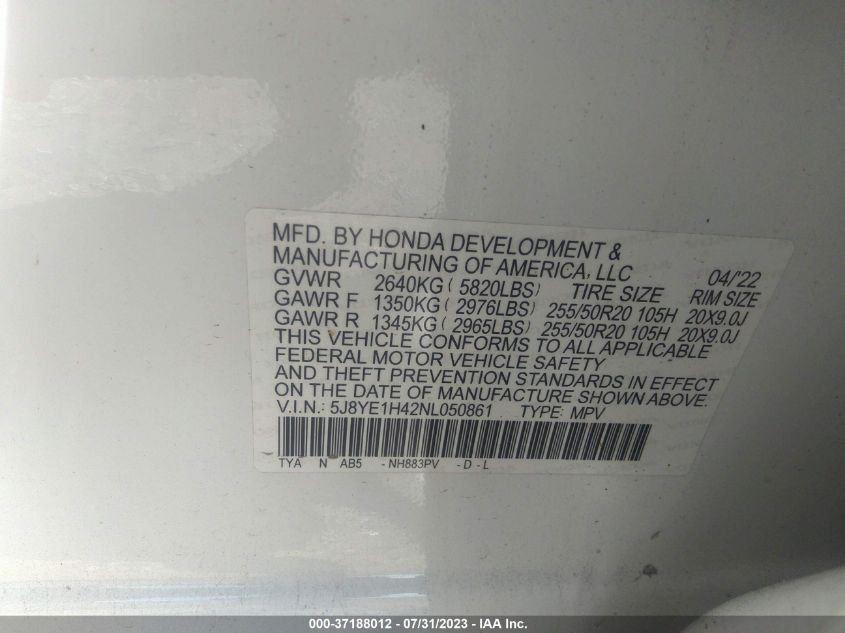 MFD. BY HONDA DEVELOPMENT &
MANUFACTURING OF AMERICA, LLC 04/'22
GVWR 2640KG ( 5820LBS) TIRE SIZE RIM SIZE
GAWR F 1350KG ( 2976LBS) 255/50R20 105H 20X9.0J
GAWR R 1345KG ( 2965LBS) 255/50R20 105H 20X9.0J
THIS VEHICLE CONFORMS TO ALL APPLICABLE
FEDERAL MOTOR VEHICLE SAFETY
AND THEFT PREVENTION STANDARDS IN EFFECT
ON THE DATE OF MANUFACTURE SHOWN ABOVE.
V.I.N.: 5J8YE1H42NL050861 TYPE: MPV
TYA N AB5 - NH883PV - D - L
000-37188012 - 07/31/2023 - IAA Inc.